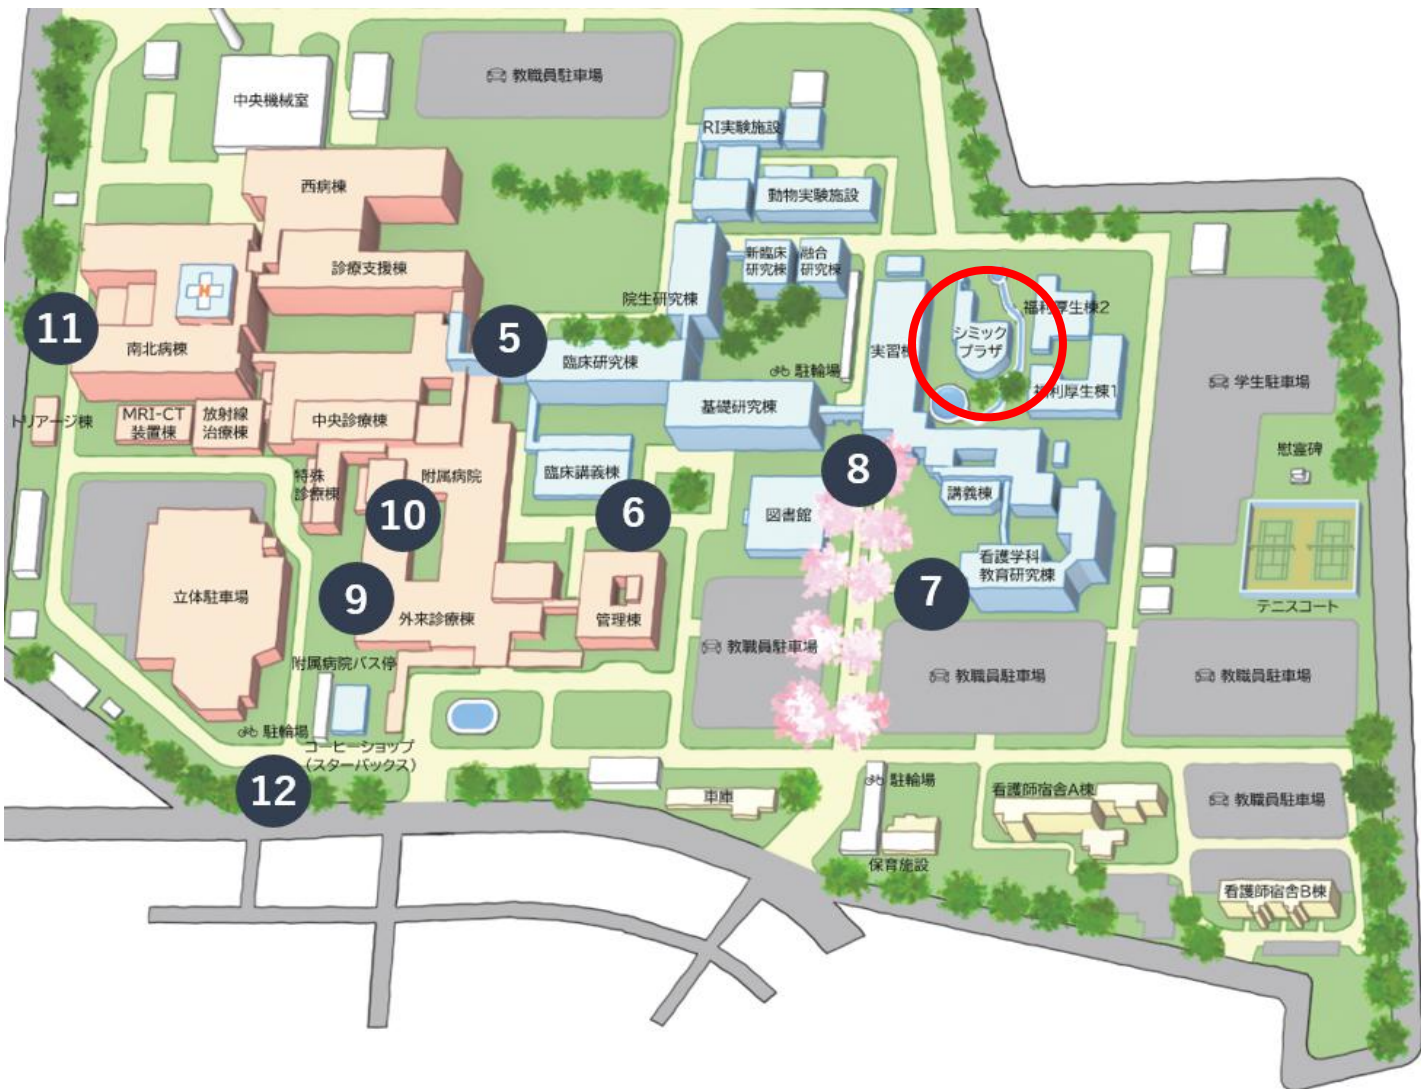 教職員駐車場
中央機械室
RI実験施設
西病棟
動物実験施設
診療支援棟
新臨床
研究棟
融合
研究棟
院生研究棟
福利厚生棟2
シミック
プラザ
11
5
南北病棟
臨床研究棟
実習棟
駐輪場
学生駐車場
福利厚生棟1
トリアージ棟
MRI-CT
装置棟
放射線
治療棟
中央診療棟
基礎研究棟
慰霊碑
特殊
診療棟
附属病院
臨床講義棟
8
講義棟
10
6
図書館
看護学科
教育研究棟
立体駐車場
9
外来診療棟
管理棟
7
テニスコート
附属病院バス停
教職員駐車場
教職員駐車場
教職員駐車場
駐輪場
コーヒーショップ
（スターバックス）
12
車庫
駐輪場
看護師宿舎A棟
教職員駐車場
保育施設
看護師宿舎B棟